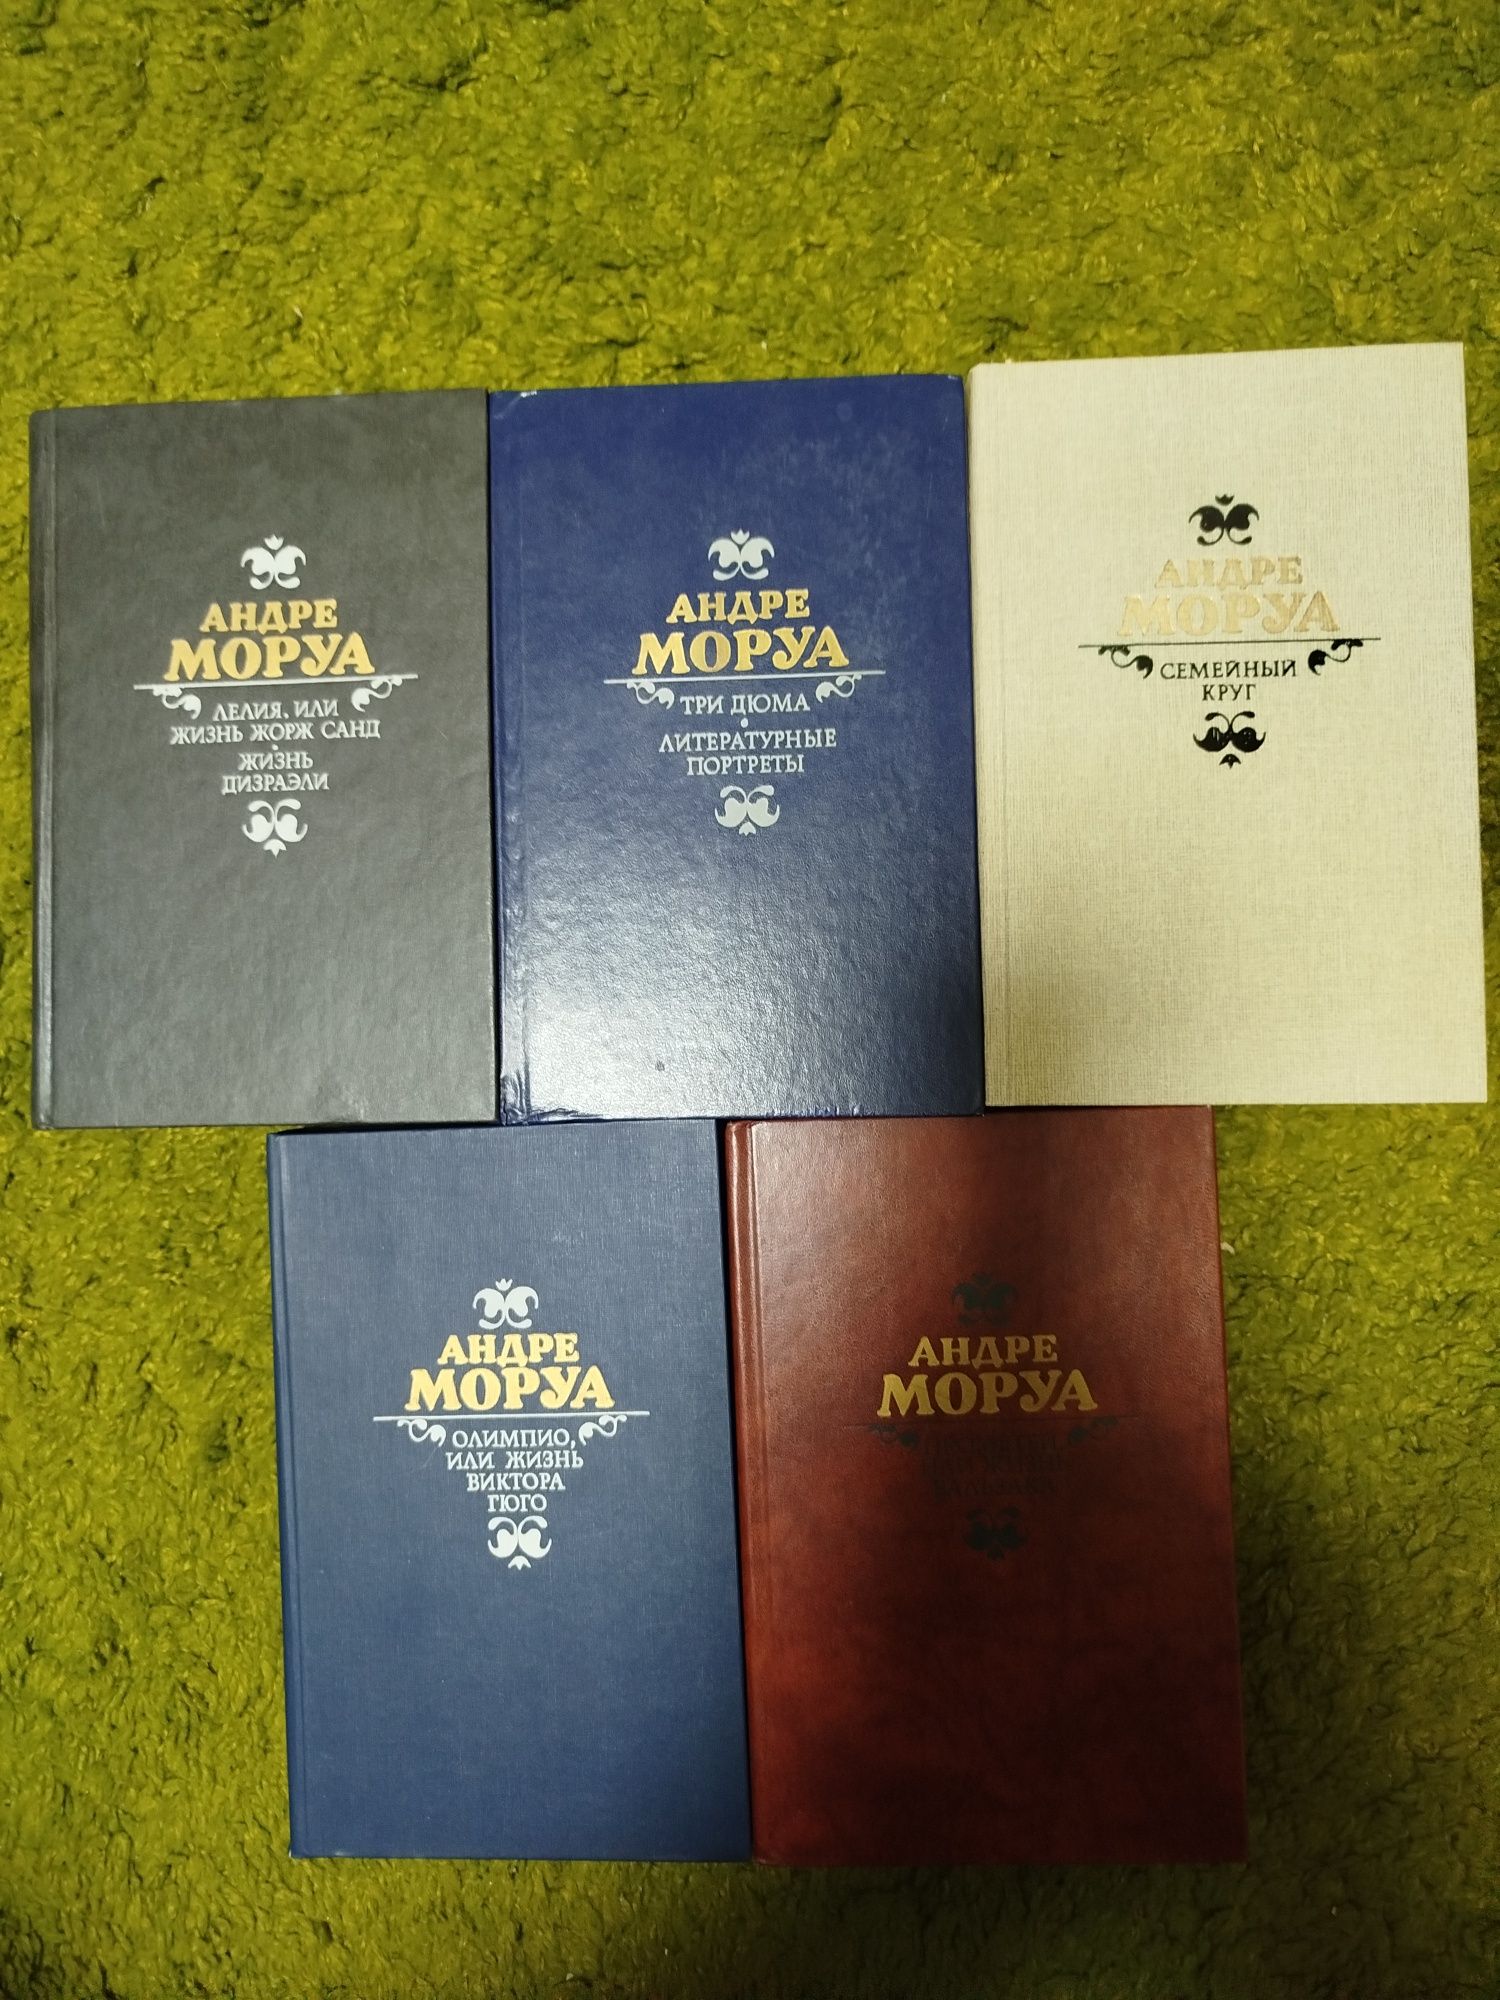 АНДРЕ
МОРУА
ЛЕЛИЯ, ИЛИ
ЖИЗНЬ ЖОРЖ САНД
ЖИЗНЬ
ДИЗРАЭЛИ
АНДРЕ
МОРУА
ТРИ ДЮМА
ЛИТЕРАТУРНЫЕ
ПОРТРЕТЫ
АНДРЕ
МОРУА
СЕМЕЙНЫЙ
КРУГ
АНДРЕ
МОРУА
ОЛИМПИО,
ИЛИ ЖИЗНЬ
ВИКТОРА
ГЮГО
АНДРЕ
МОРУА
БАЛЬЗАКА